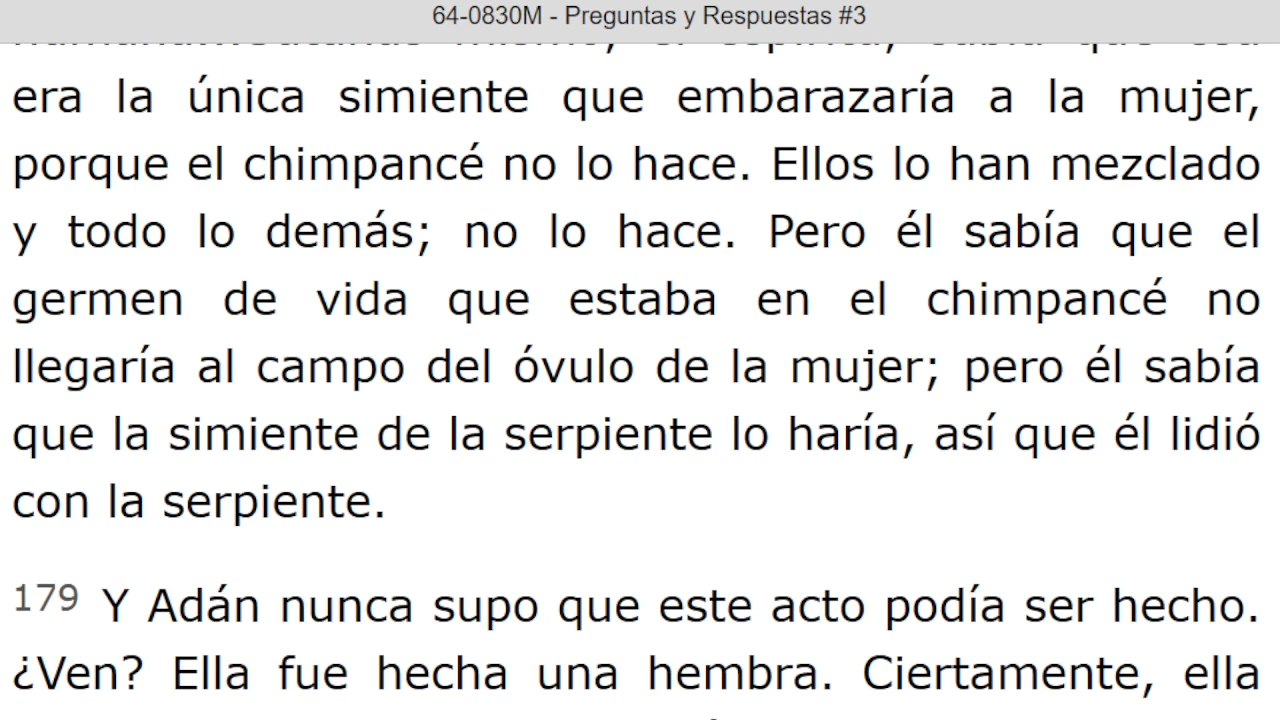 64-0830M - Preguntas y Respuestas #3
era la única simiente que embarazaría a la mujer,
porque el chimpancé no lo hace. Ellos lo han mezclado
y todo lo demás; no lo hace. Pero él sabía que el
germen de vida que estaba en el chimpancé no
llegaría al campo del óvulo de la mujer; pero él sabía
que la simiente de la serpiente lo haría, así que él lidió
con la serpiente.
179 Y Adán nunca supo que este acto podía ser hecho.
¿Ven? Ella fue hecha una hembra. Ciertamente, ella